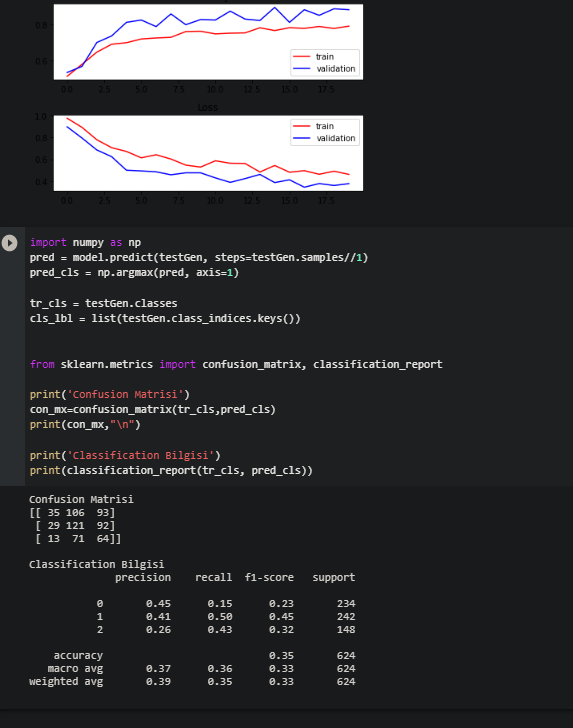 0.8
0.6
train
validation
0.0 2.5 5.0 7.5 10.0 12.5 15.0 17.5
Loss
1.0
0.8
0.6
0.4
train
validation
0.0 2.5 5.0 7.5 10.0 12.5 15.0 17.5
import numpy as np
pred = model.predict(testGen, steps=testGen.samples//1)
pred_cls = np.argmax(pred, axis=1)
tr_cls = testGen.classes
cls_lbl = list(testGen.class_indices.keys())
from sklearn.metrics import confusion_matrix, classification_report
print('Confusion Matrisi')
con_mx=confusion_matrix(tr_cls,pred_cls)
print(con_mx,"\n")
print('Classification Bilgisi')
print(classification_report(tr_cls, pred_cls))
Confusion Matrisi
[[ 35 106  93]
 [ 29 121  92]
 [ 13  71  64]]
Classification Bilgisi
precision recall f1-score support
0 0.45 0.15 0.23 234
1 0.41 0.50 0.45 242
2 0.26 0.43 0.32 148
accuracy 0.35 624
macro avg 0.37 0.36 0.33 624
weighted avg 0.39 0.35 0.33 624